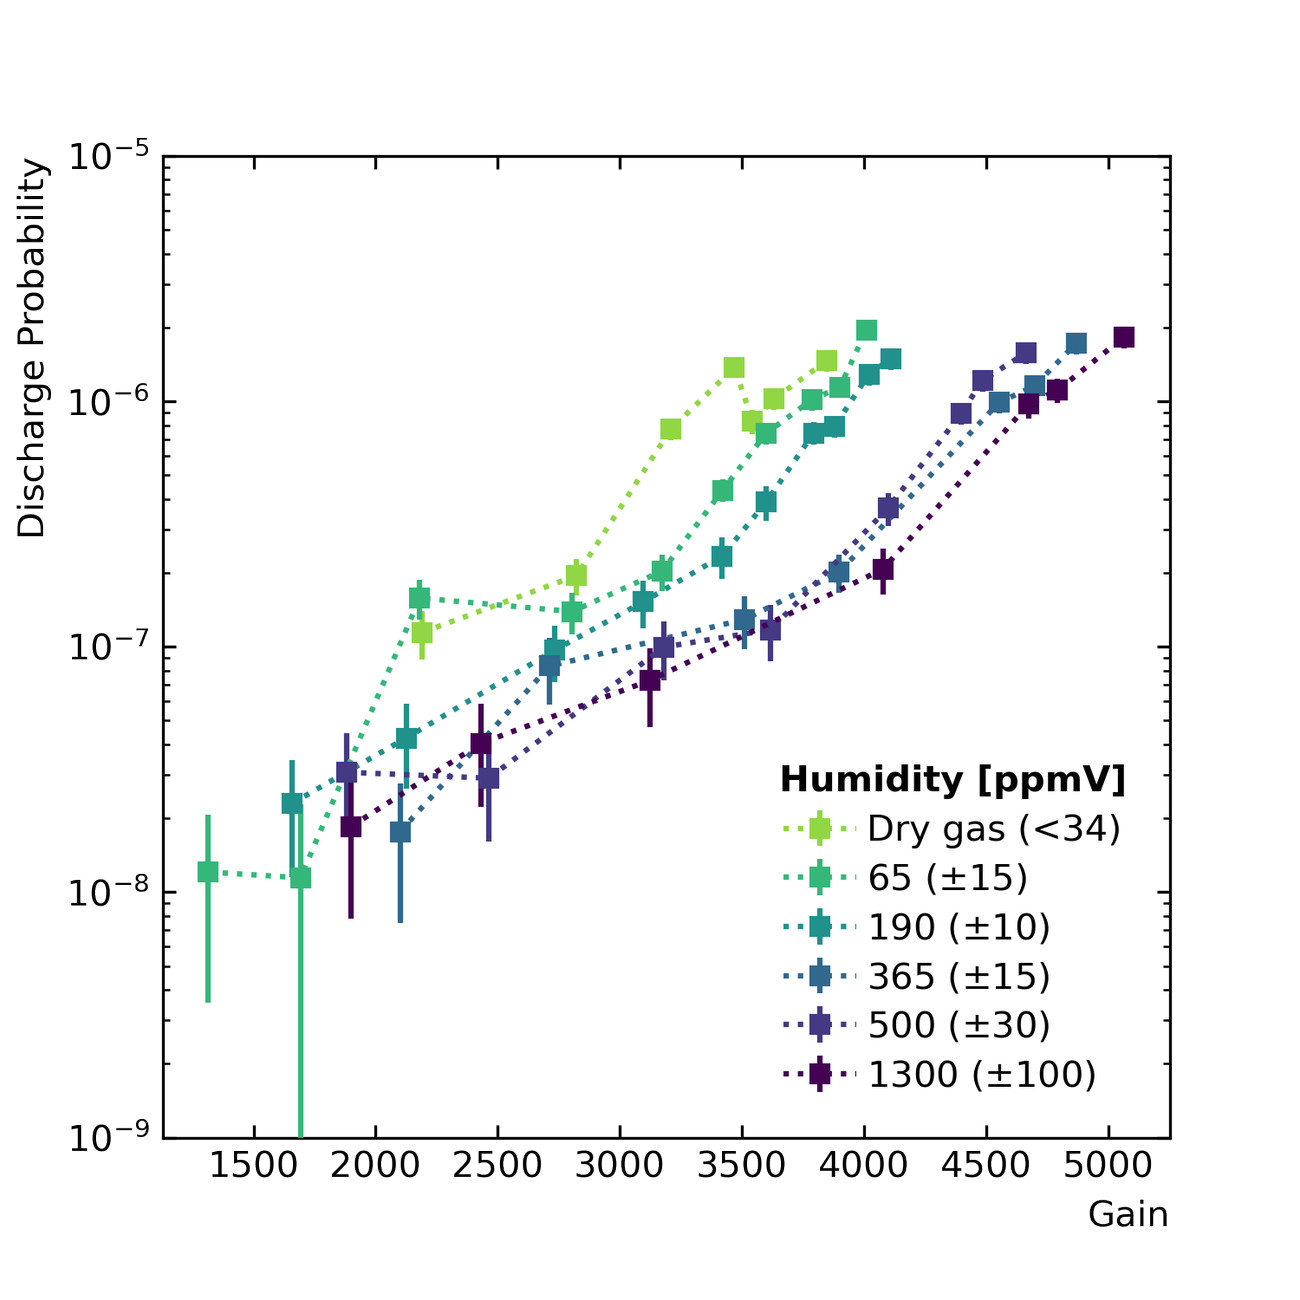 Discharge Probability
10⁻⁵
10⁻⁶
10⁻⁷
10⁻⁸
10⁻⁹
Humidity [ppmV]
Dry gas (<34)
65 (±15)
190 (±10)
365 (±15)
500 (±30)
1300 (±100)
1500 2000 2500 3000 3500 4000 4500 5000
Gain